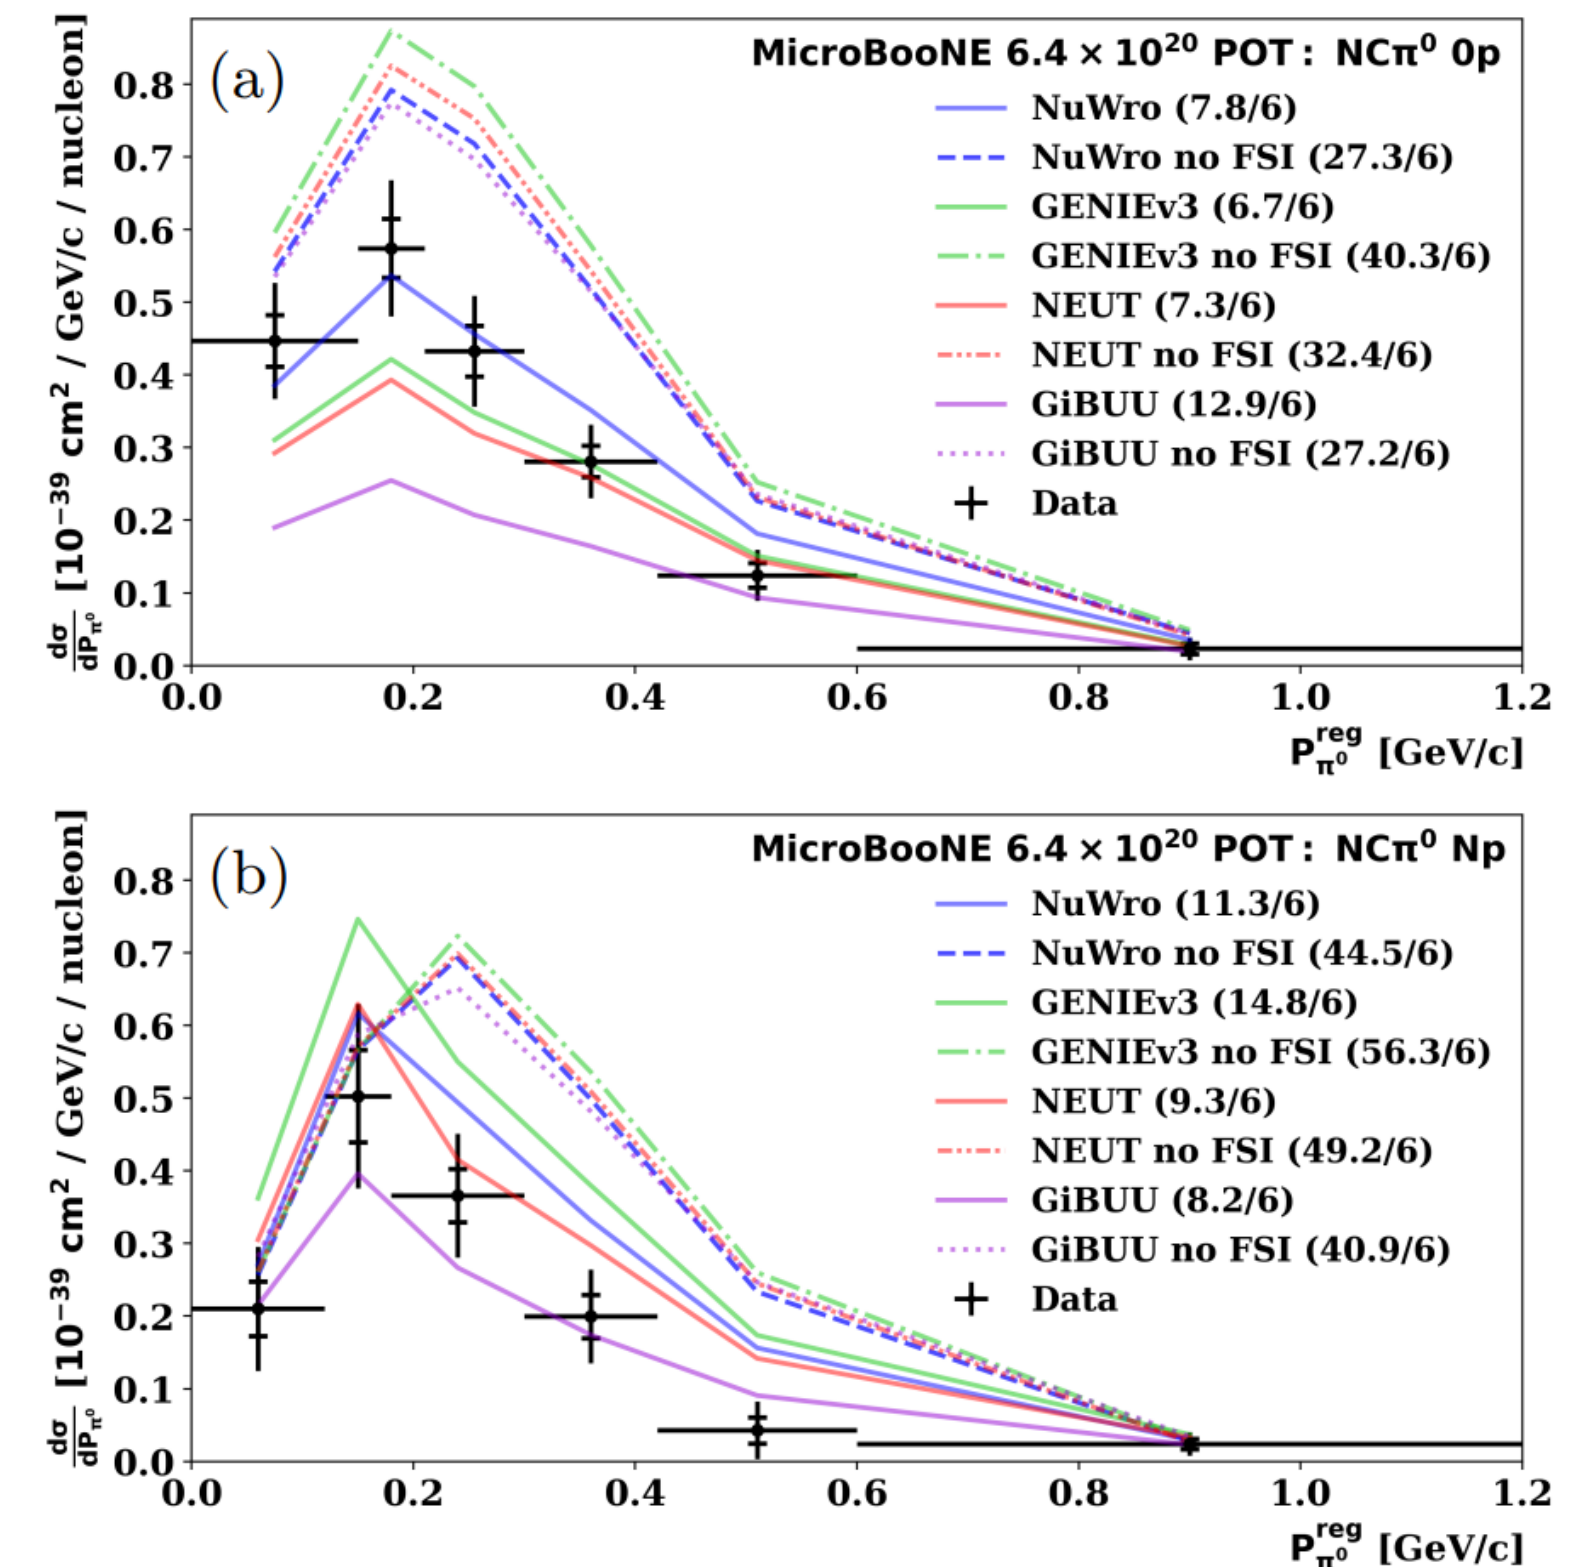 (a)
MicroBooNE 6.4 × 10²⁰ POT : NCπ⁰ 0p
NuWro (7.8/6)
NuWro no FSI (27.3/6)
GENIEv3 (6.7/6)
GENIEv3 no FSI (40.3/6)
NEUT (7.3/6)
NEUT no FSI (32.4/6)
GiBUU (12.9/6)
GiBUU no FSI (27.2/6)
Data
dσ/dP_π⁰ [10⁻³⁹ cm² / GeV/c / nucleon]
0.8
0.7
0.6
0.5
0.4
0.3
0.2
0.1
0.0
0.0 0.2 0.4 0.6 0.8 1.0 1.2
P_π⁰^reg [GeV/c]
(b)
MicroBooNE 6.4 × 10²⁰ POT : NCπ⁰ Np
NuWro (11.3/6)
NuWro no FSI (44.5/6)
GENIEv3 (14.8/6)
GENIEv3 no FSI (56.3/6)
NEUT (9.3/6)
NEUT no FSI (49.2/6)
GiBUU (8.2/6)
GiBUU no FSI (40.9/6)
Data
dσ/dP_π⁰ [10⁻³⁹ cm² / GeV/c / nucleon]
0.8
0.7
0.6
0.5
0.4
0.3
0.2
0.1
0.0
0.0 0.2 0.4 0.6 0.8 1.0 1.2
P_π⁰^reg [GeV/c]